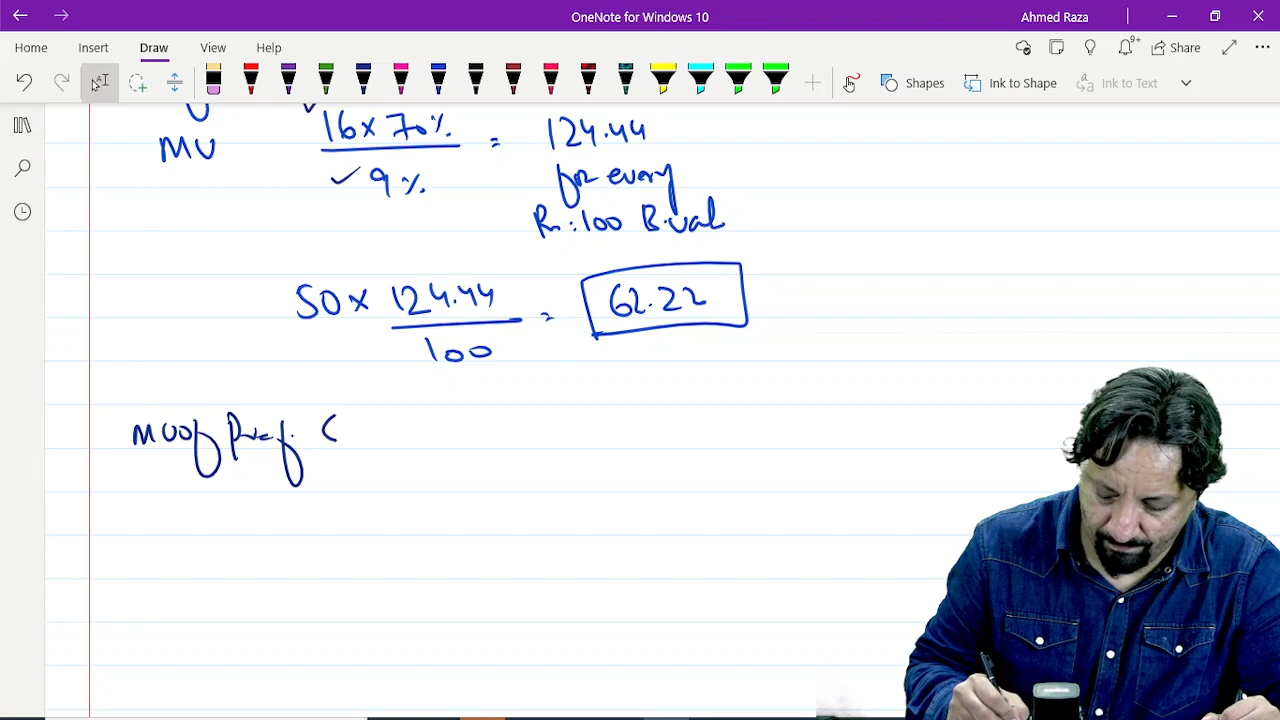 OneNote for Windows 10
Ahmed Raza
Home Insert Draw View Help
9+
Share
Shapes
Ink to Shape
Ink to Text
MV
16 x 70%
9%
= 124.44
for every
Rs:100 B.val
50 x 124.44
100
= 62.22
MV of Pref. C